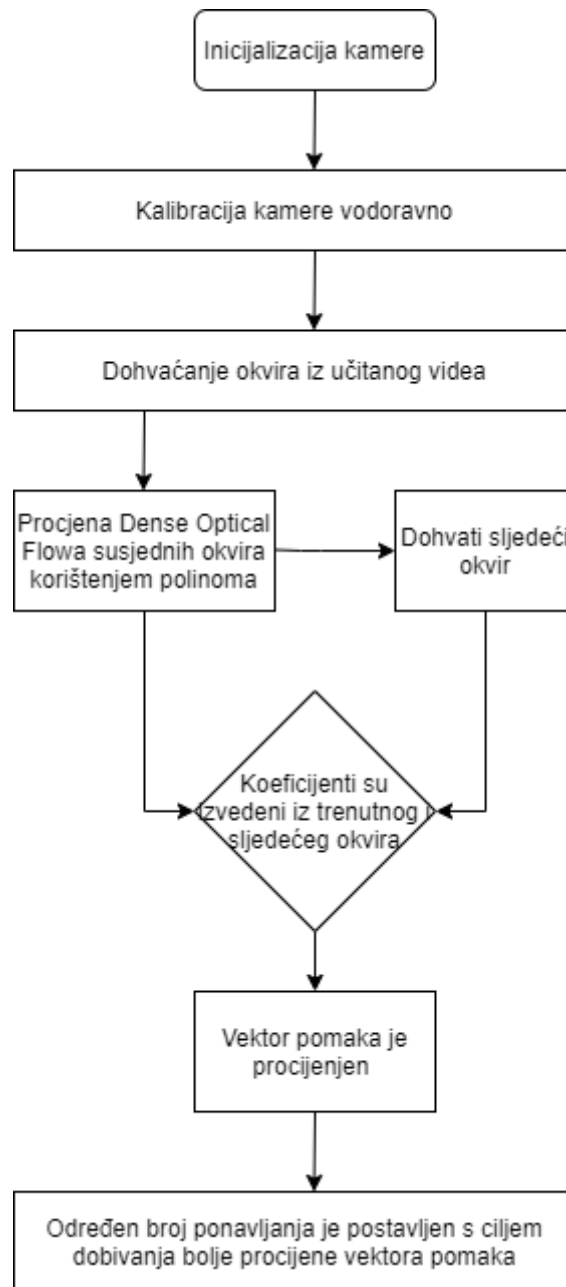 Inicijalizacija kamere
Kalibracija kamere vodoravno
Dohvaćanje okvira iz učitanog videa
Procjena Dense Optical
Flowa susjednih okvira
korištenjem polinoma
Dohvati sljedeći
okvir
Koeficijenti su
izvedeni iz trenutnog i
sljedećeg okvira
Vektor pomaka je
procijenjen
Određen broj ponavljanja je postavljen s ciljem
dobivanja bolje procijene vektora pomaka